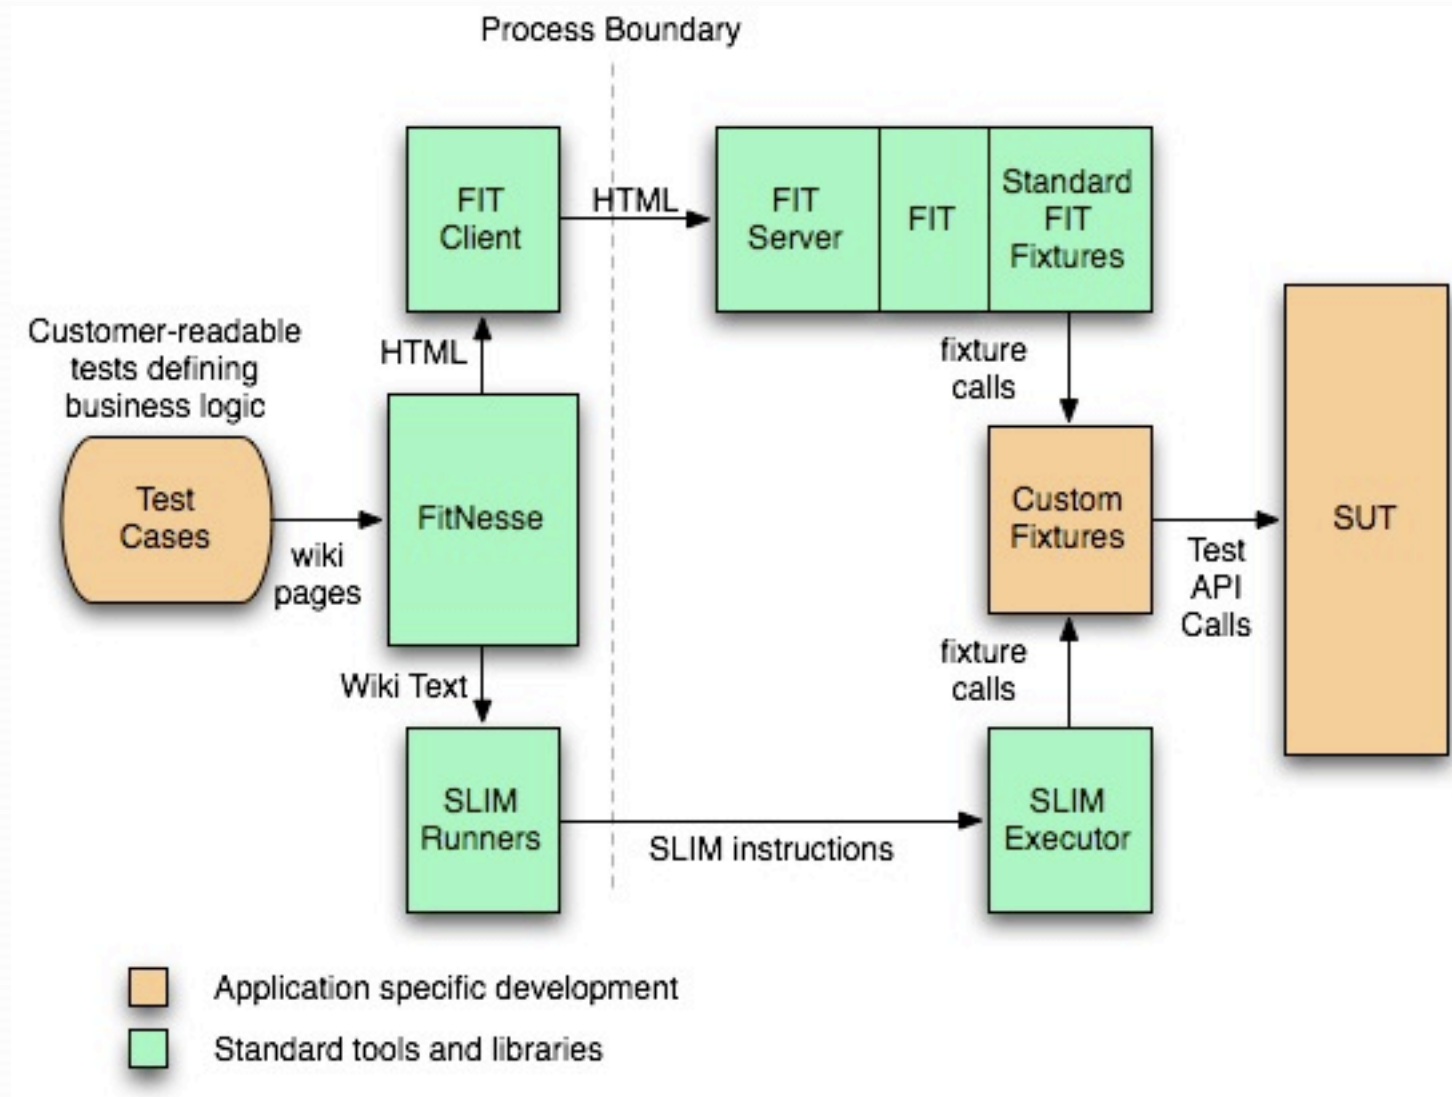 Process Boundary
FIT
Client
HTML
FIT
Server
FIT
Standard
FIT
Fixtures
Customer-readable
tests defining
business logic
HTML
fixture
calls
Test
Cases
wiki
pages
FitNesse
Custom
Fixtures
Test
API
Calls
SUT
Wiki Text
fixture
calls
SLIM
Runners
SLIM instructions
SLIM
Executor
Application specific development
Standard tools and libraries